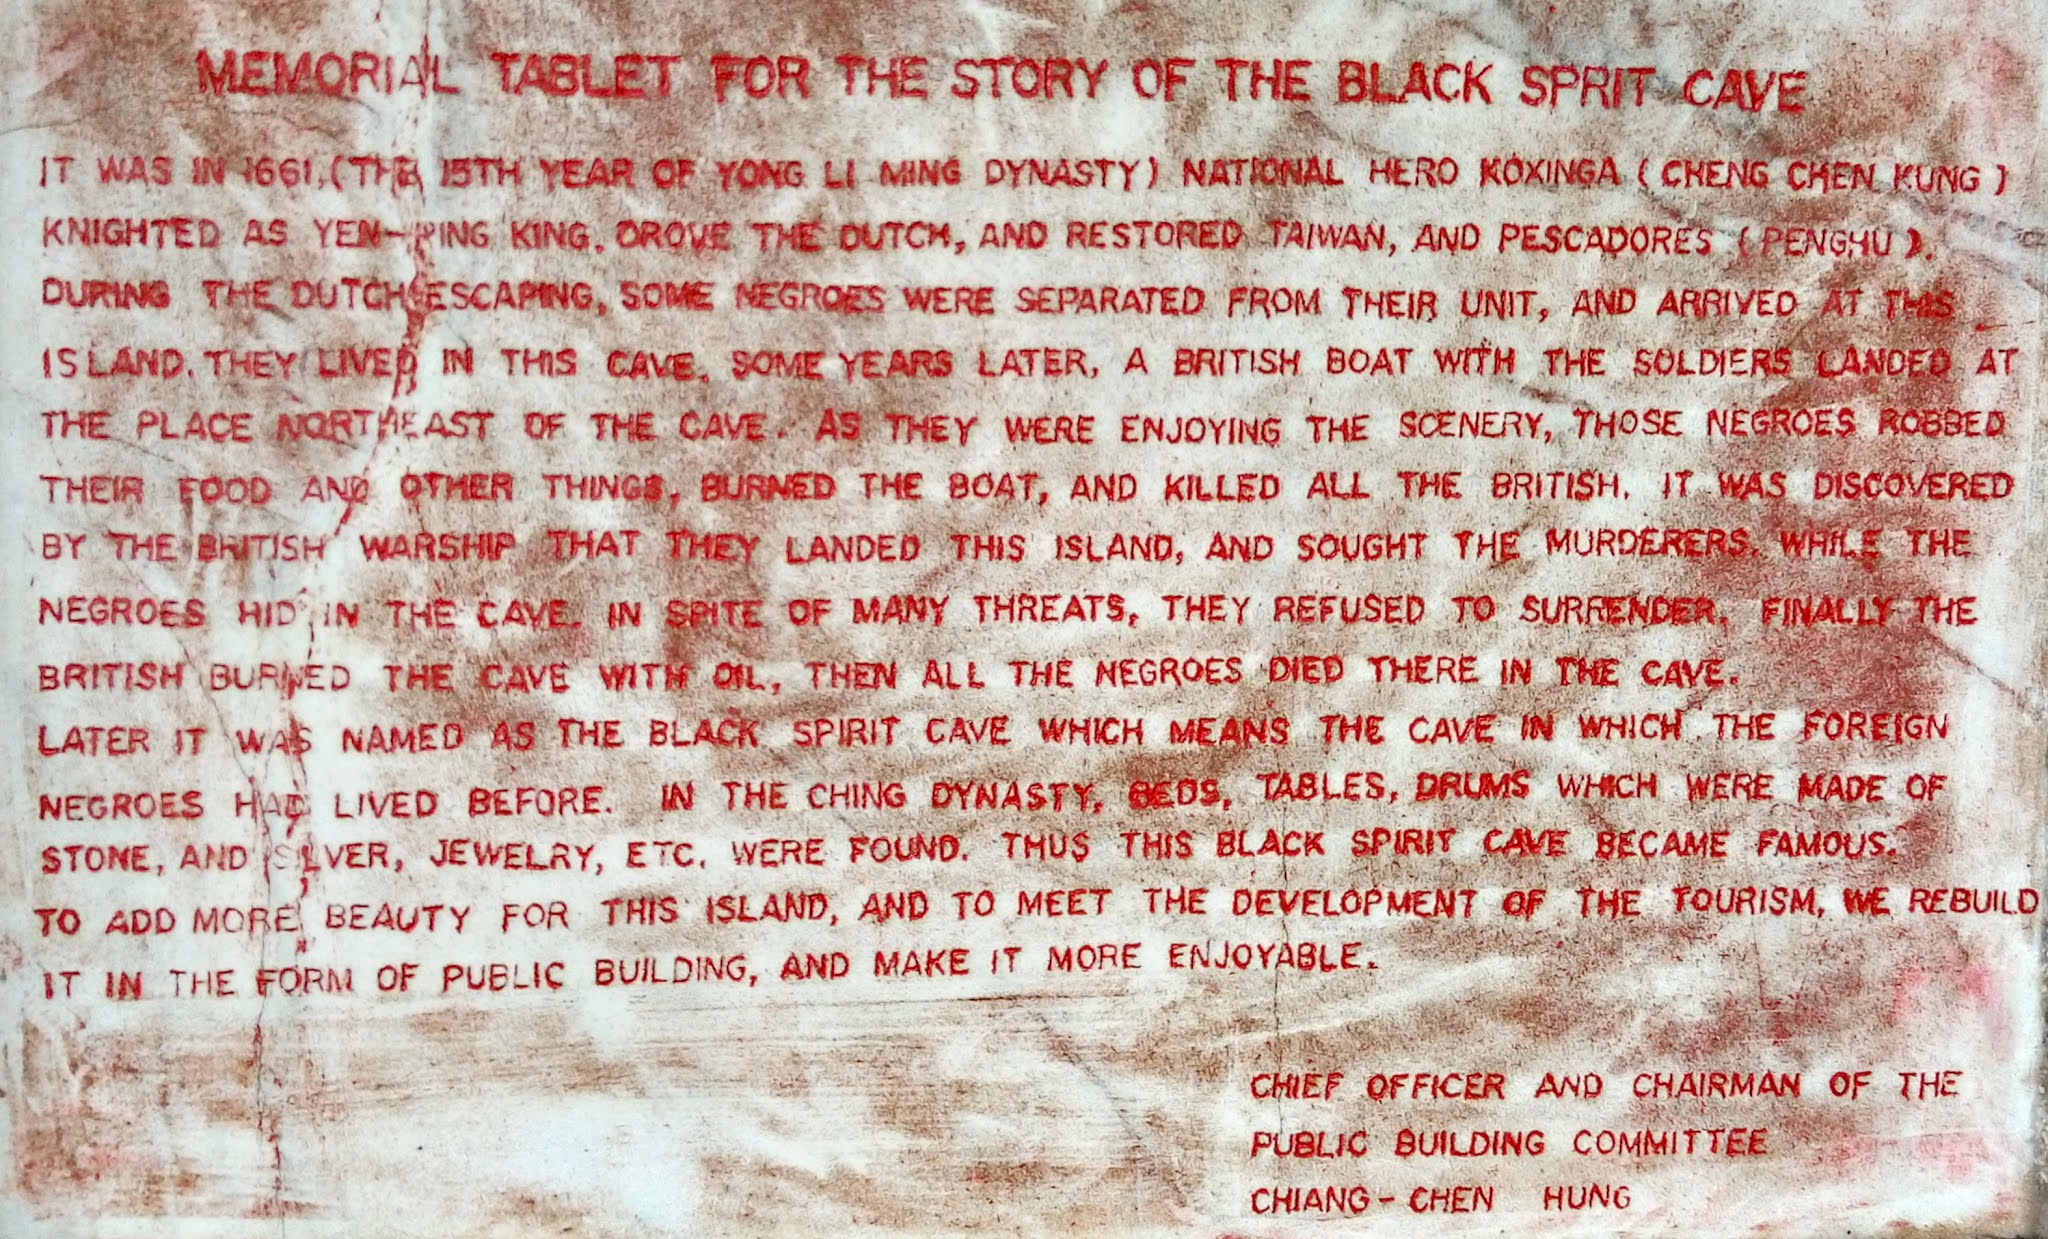 MEMORIAL TABLET FOR THE STORY OF THE BLACK SPRIT CAVE
IT WAS IN 1661, (THE 15TH YEAR OF YONG LI MING DYNASTY) NATIONAL HERO KOXINGA (CHENG CHEN KUNG)
KNIGHTED AS YEN-PING KING. DROVE THE DUTCH, AND RESTORED TAIWAN, AND PESCADORES (PENGHU).
DURING THE DUTCH ESCAPING, SOME NEGROES WERE SEPARATED FROM THEIR UNIT, AND ARRIVED AT THIS
ISLAND. THEY LIVED IN THIS CAVE. SOME YEARS LATER, A BRITISH BOAT WITH THE SOLDIERS LANDED AT
THE PLACE NORTHEAST OF THE CAVE. AS THEY WERE ENJOYING THE SCENERY, THOSE NEGROES ROBBED
THEIR FOOD AND OTHER THINGS, BURNED THE BOAT, AND KILLED ALL THE BRITISH. IT WAS DISCOVERED
BY THE BRITISH WARSHIP THAT THEY LANDED THIS ISLAND, AND SOUGHT THE MURDERERS. WHILE THE
NEGROES HID IN THE CAVE. IN SPITE OF MANY THREATS, THEY REFUSED TO SURRENDER. FINALLY THE
BRITISH BURNED THE CAVE WITH OIL, THEN ALL THE NEGROES DIED THERE IN THE CAVE.
LATER IT WAS NAMED AS THE BLACK SPIRIT CAVE WHICH MEANS THE CAVE IN WHICH THE FOREIGN
NEGROES HAD LIVED BEFORE. IN THE CHING DYNASTY, BEDS, TABLES, DRUMS WHICH WERE MADE OF
STONE, AND SILVER, JEWELRY, ETC. WERE FOUND. THUS THIS BLACK SPIRIT CAVE BECAME FAMOUS.
TO ADD MORE BEAUTY FOR THIS ISLAND, AND TO MEET THE DEVELOPMENT OF THE TOURISM, WE REBUILD
IT IN THE FORM OF PUBLIC BUILDING, AND MAKE IT MORE ENJOYABLE.
CHIEF OFFICER AND CHAIRMAN OF THE
PUBLIC BUILDING COMMITTEE
CHIANG-CHEN HUNG